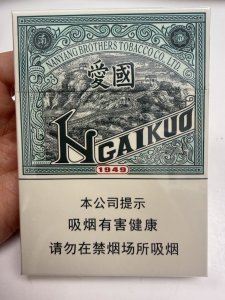 NANYANG BROTHERS TOBACCO CO., LTD.
愛國
NGAIKUO
1949
本公司提示
吸烟有害健康
请勿在禁烟场所吸烟